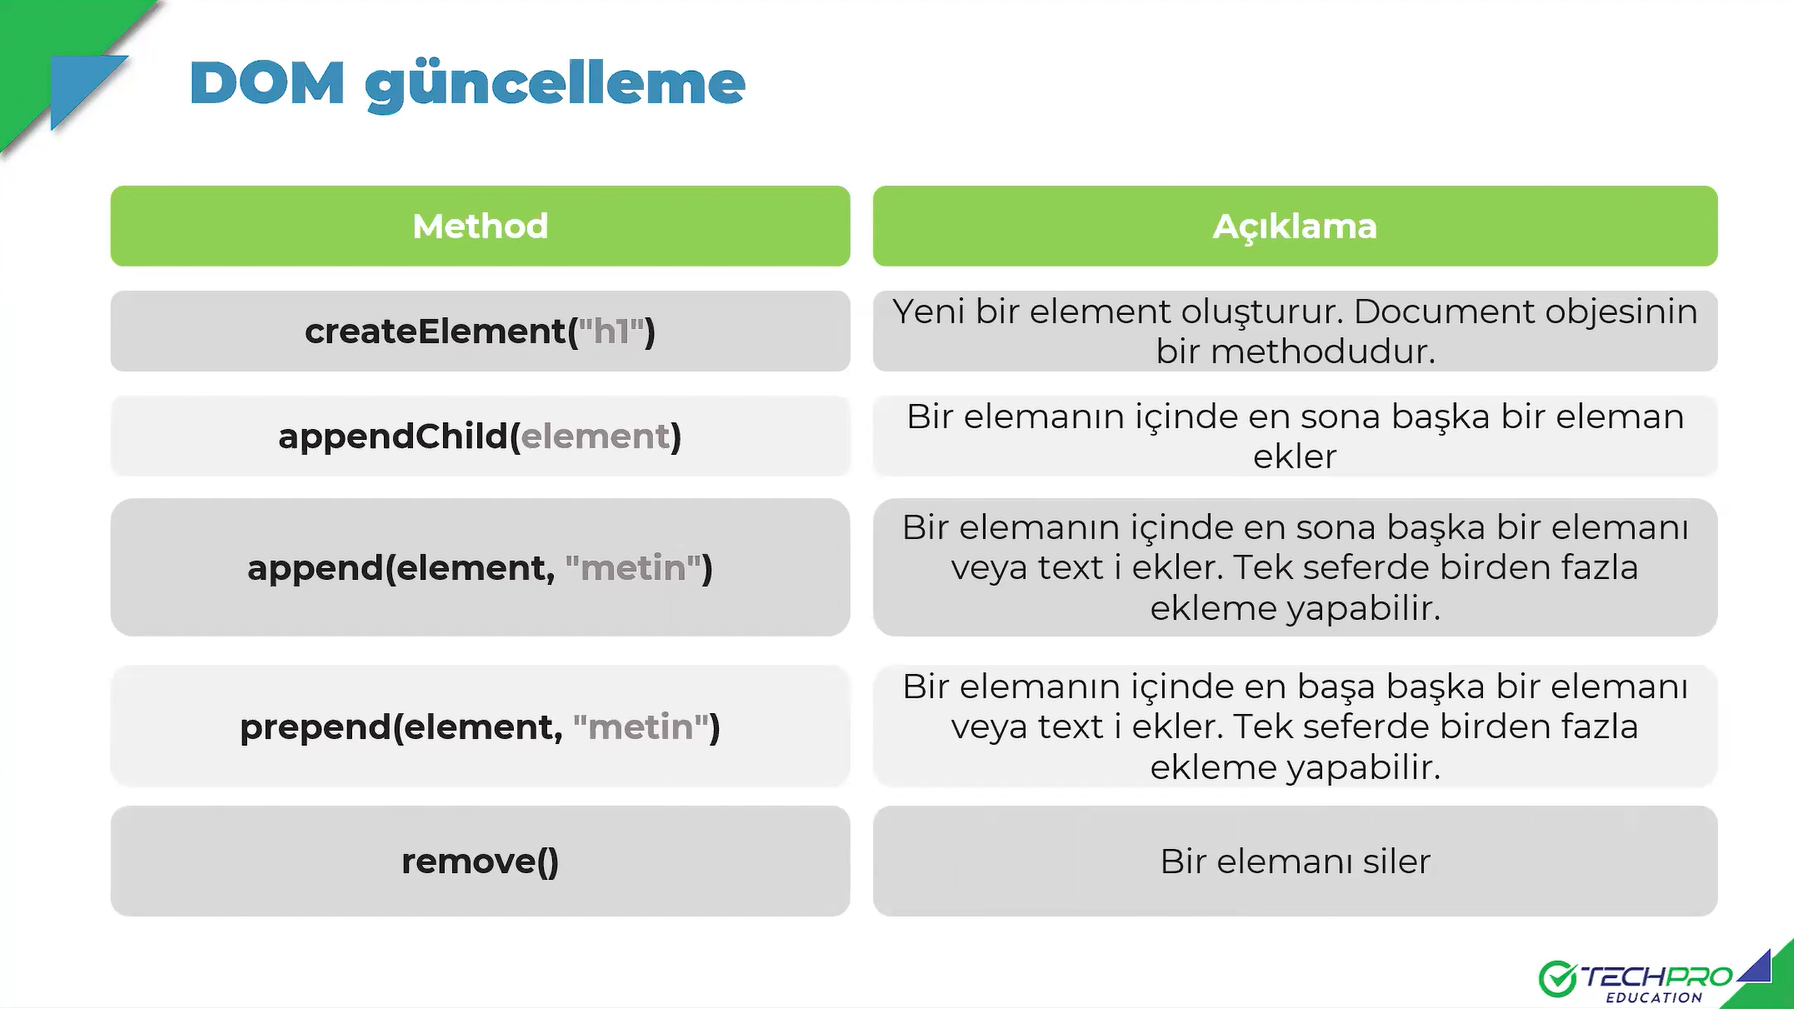 DOM güncelleme
Method
Açıklama
createElement("h1")
Yeni bir element oluşturur. Document objesinin
bir methodudur.
appendChild(element)
Bir elemanın içinde en sona başka bir eleman
ekler
append(element, "metin")
Bir elemanın içinde en sona başka bir elemanı
veya text i ekler. Tek seferde birden fazla
ekleme yapabilir.
prepend(element, "metin")
Bir elemanın içinde en başa başka bir elemanı
veya text i ekler. Tek seferde birden fazla
ekleme yapabilir.
remove()
Bir elemanı siler
TECHPRO
EDUCATION